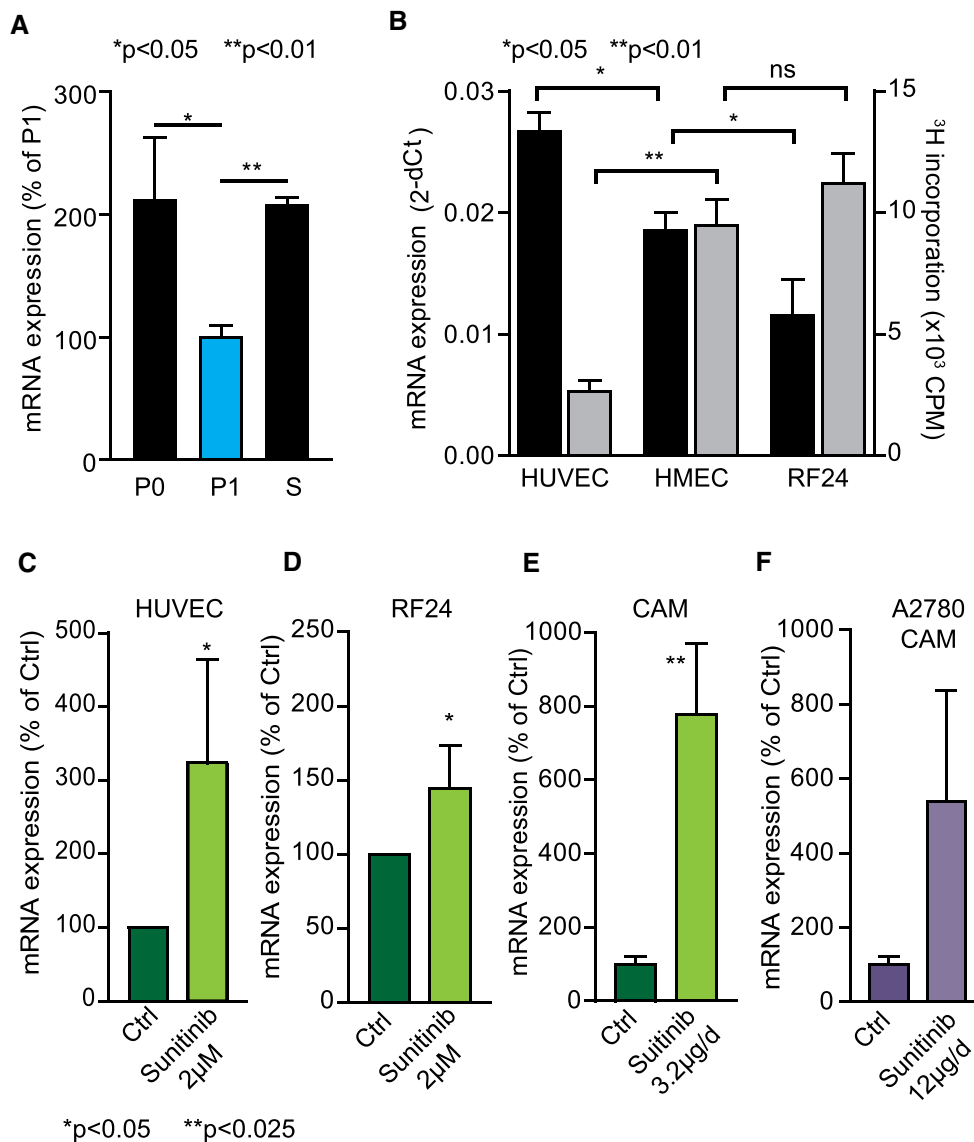 A
*p<0.05 **p<0.01
mRNA expression (% of P1)
300
200
100
0
*
**
P0 P1 S
B
*p<0.05 **p<0.01
mRNA expression (2-dCt)
0.03
0.02
0.01
0.00
* ns
*
**
15
10
5
0
³H incorporation (x10³ CPM)
HUVEC HMEC RF24
C
HUVEC
mRNA expression (% of Ctrl)
500
400
300
200
100
0
*
Ctrl
Sunitinib
2µM
D
RF24
mRNA expression (% of Ctrl)
250
200
150
100
50
0
*
Ctrl
Sunitinib
2µM
E
CAM
mRNA expression (% of Ctrl)
1000
800
600
400
200
0
**
Ctrl
Suitinib
3.2µg/d
F
A2780
CAM
mRNA expression (% of Ctrl)
1000
800
600
400
200
0
Ctrl
Sunitinib
12µg/d
*p<0.05 **p<0.025